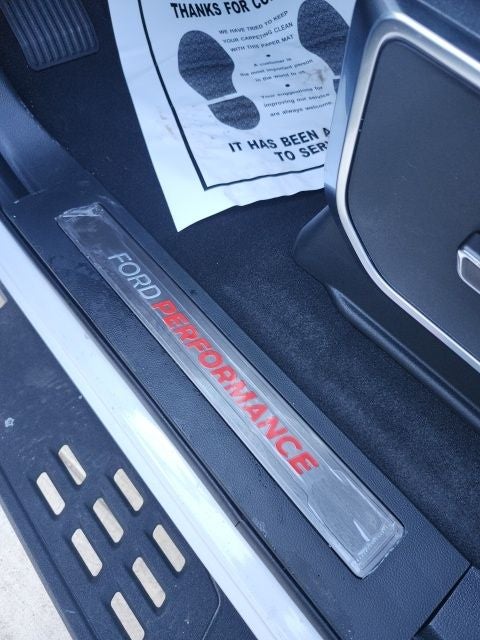 THANKS FOR
WE HAVE TRIED TO KEEP
YOUR CARPETING CLEAN
WITH THIS PAPER MAT
A customer is
the most important person
in the world to us.
Your suggestions for
improving our service
are always welcome.
IT HAS BEEN A
TO SER
FORD PERFORMANCE